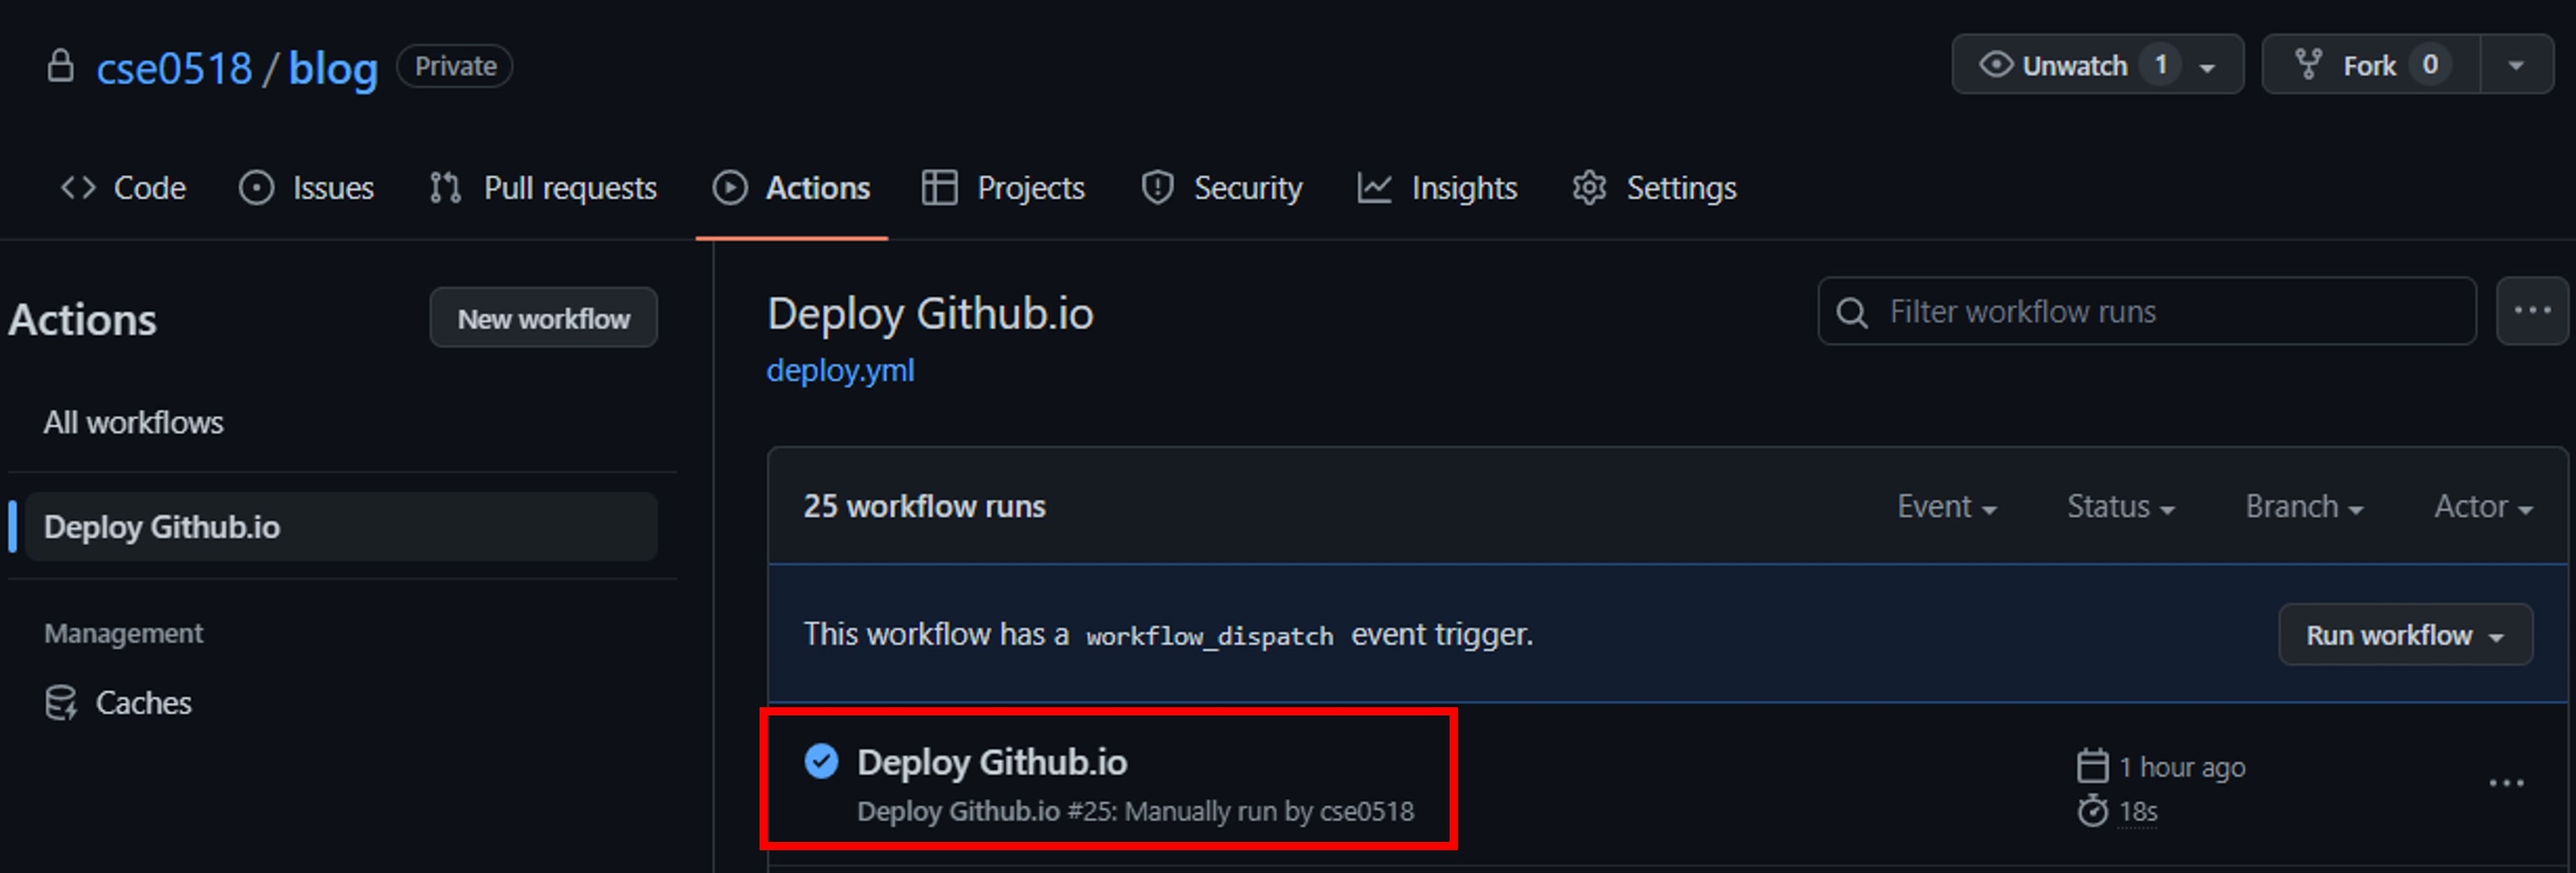 cse0518 / blog Private Unwatch 1 Fork 0
Code Issues Pull requests Actions Projects Security Insights Settings
Actions New workflow
All workflows
Deploy Github.io
Management
Caches
Deploy Github.io
deploy.yml
Filter workflow runs
25 workflow runs Event Status Branch Actor
This workflow has a workflow_dispatch event trigger. Run workflow
Deploy Github.io
Deploy Github.io #25: Manually run by cse0518
1 hour ago
18s